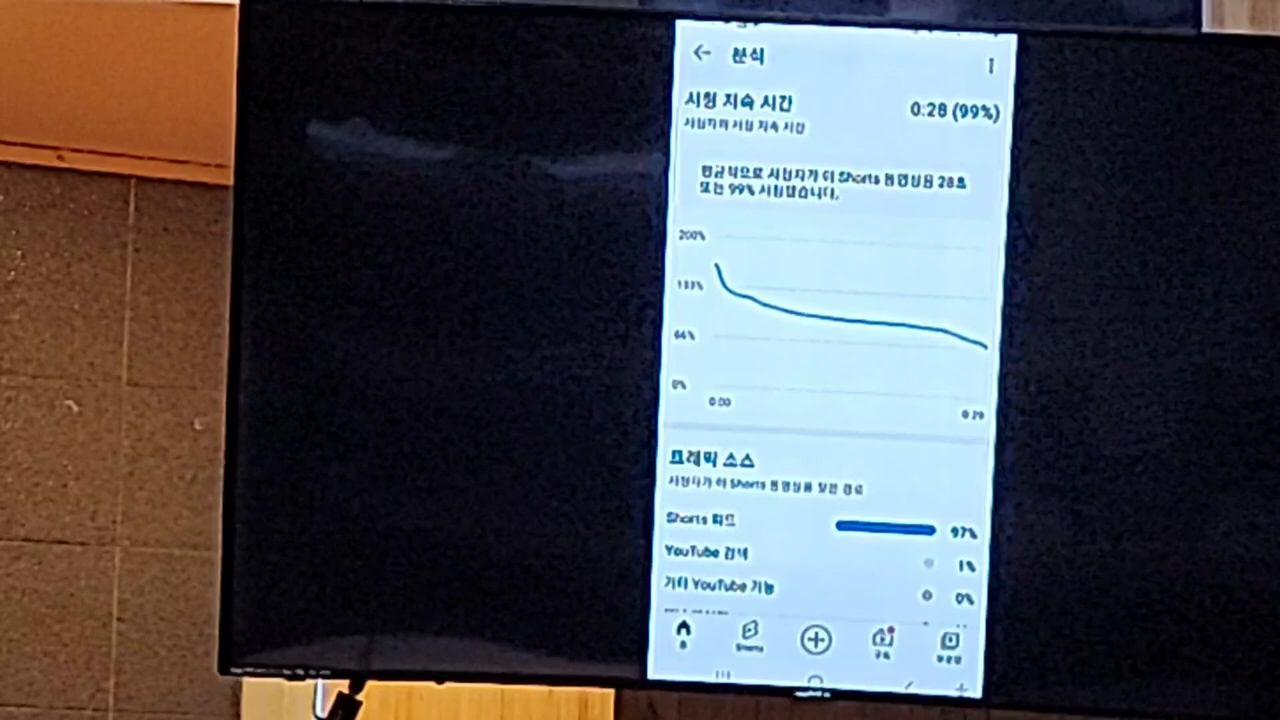 분석
시청 지속 시간
0:28 (99%)
시청자의 시청 지속 시간
평균적으로 시청자가 이 Shorts 동영상을 28초
또는 99% 시청했습니다.
200%
133%
66%
0%
0:00
0:29
트래픽 소스
시청자가 이 Shorts 동영상을 찾은 경로
Shorts 피드
97%
YouTube 검색
1%
기타 YouTube 기능
0%
홈
Shorts
구독